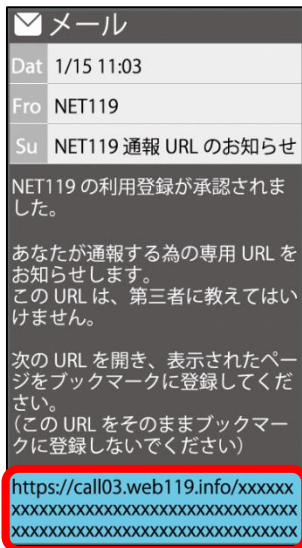 メール
Dat 1/15 11:03
Fro NET119
Su NET119 通報 URL のお知らせ
NET119 の利用登録が承認されま
した。
あなたが通報する為の専用 URL を
お知らせします。
この URL は、第三者に教えてはい
けません。
次の URL を開き、表示されたペー
ジをブックマークに登録してくだ
さい。
（この URL をそのままブックマー
クに登録しないでください）
https://call03.web119.info/xxxxxx
xxxxxxxxxxxxxxxxxxxxxxxxxxxxxxx
xxxxxxxxxxxxxxxxxxxxxxxxxxxxxxx